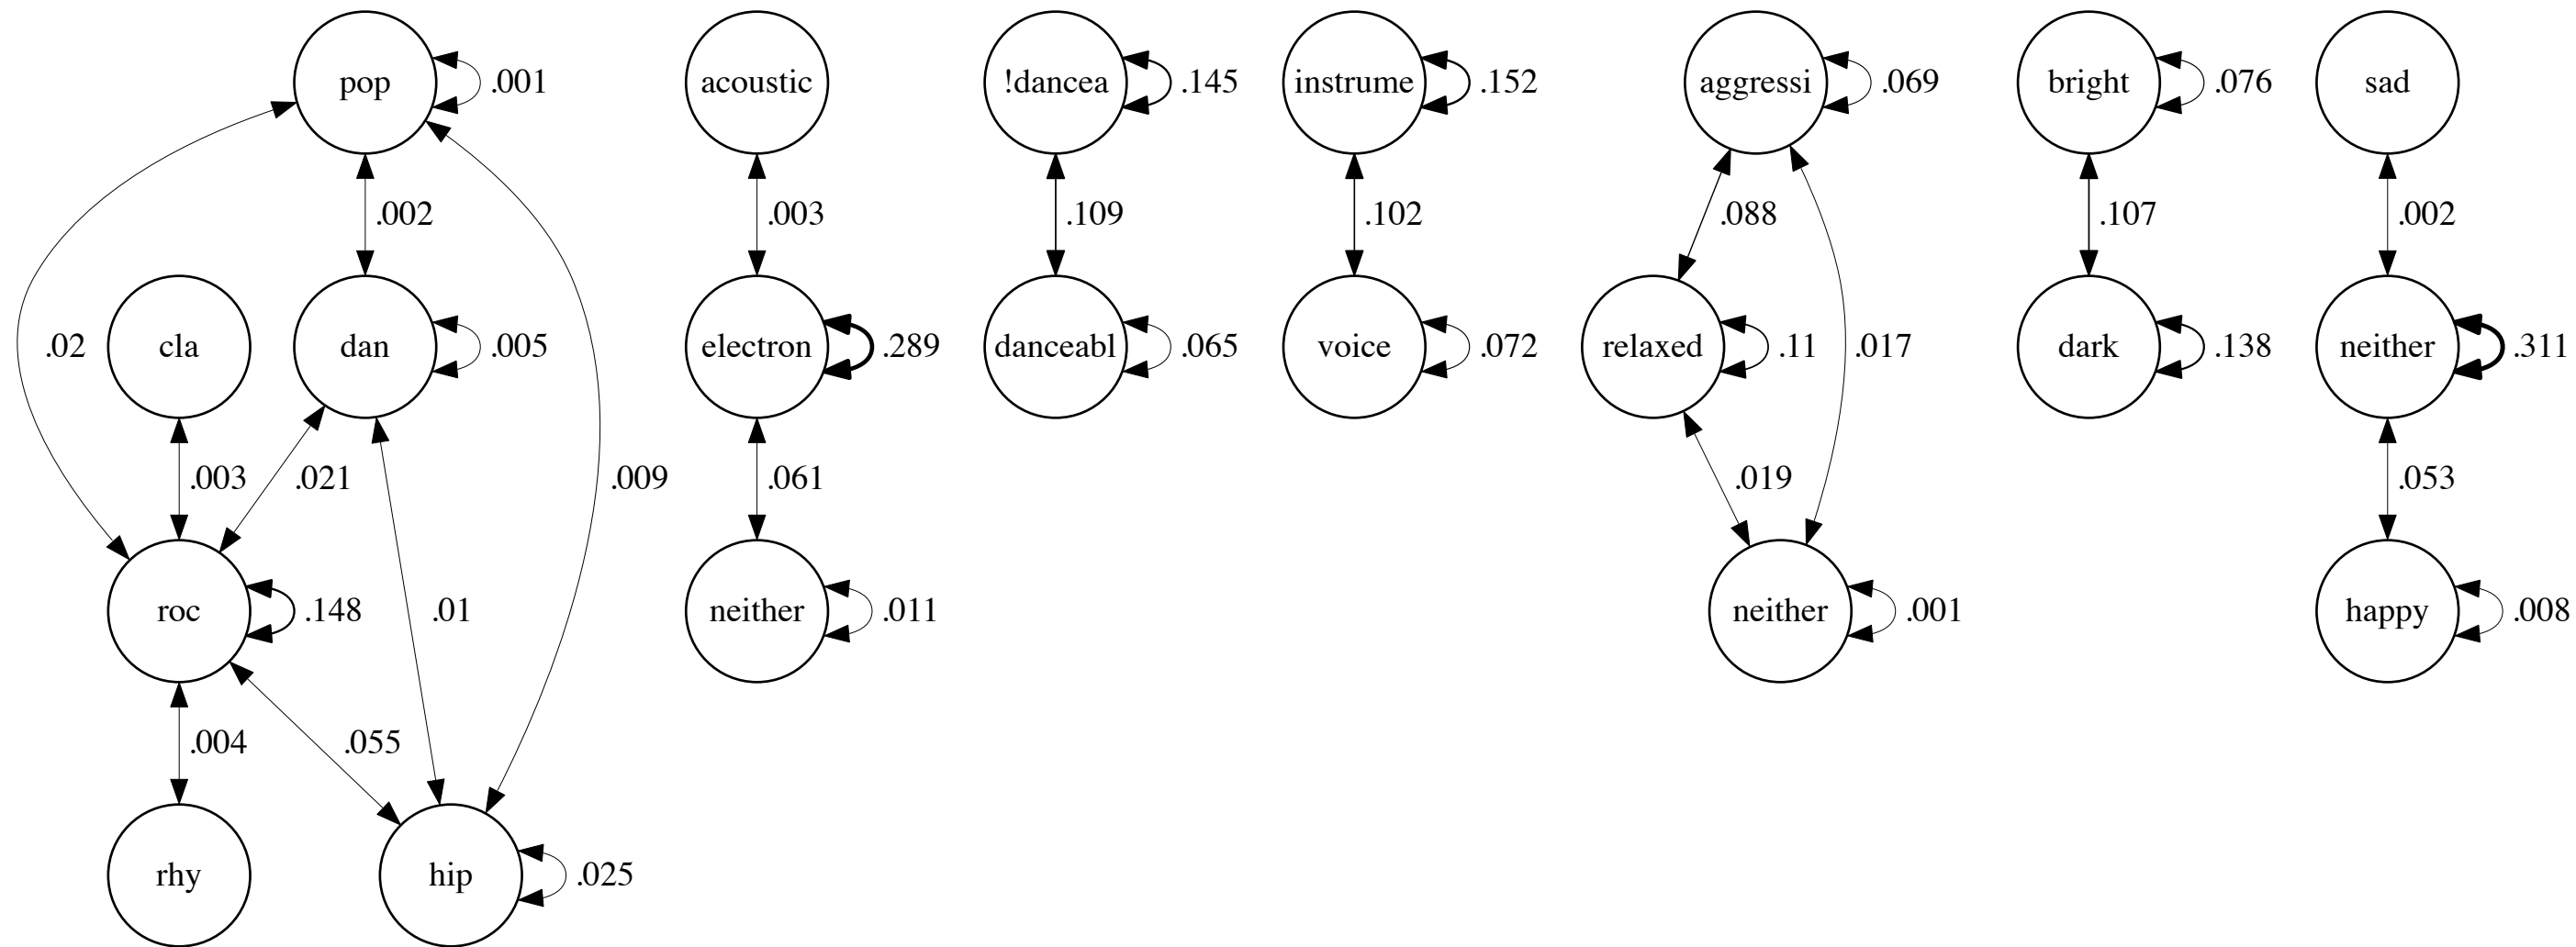 pop
.001
acoustic
!dancea
.145
instrume
.152
aggressi
.069
bright
.076
sad
.002
.003
.109
.102
.088
.107
.002
.02
cla
dan
.005
electron
.289
danceabl
.065
voice
.072
relaxed
.11
.017
dark
.138
neither
.311
.003
.021
.009
.061
.019
.053
roc
.148
.01
neither
.011
neither
.001
happy
.008
.004
.055
rhy
hip
.025